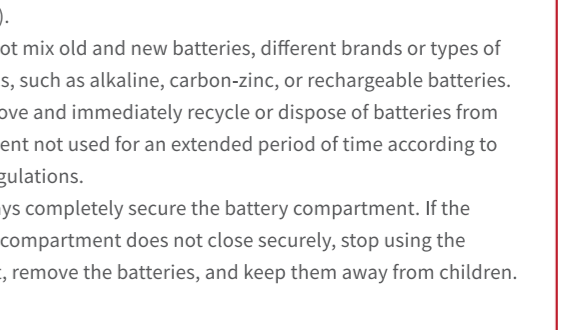 ).
ot mix old and new batteries, different brands or types of
s, such as alkaline, carbon-zinc, or rechargeable batteries.
ove and immediately recycle or dispose of batteries from
ent not used for an extended period of time according to
gulations.
ys completely secure the battery compartment. If the
compartment does not close securely, stop using the
, remove the batteries, and keep them away from children.